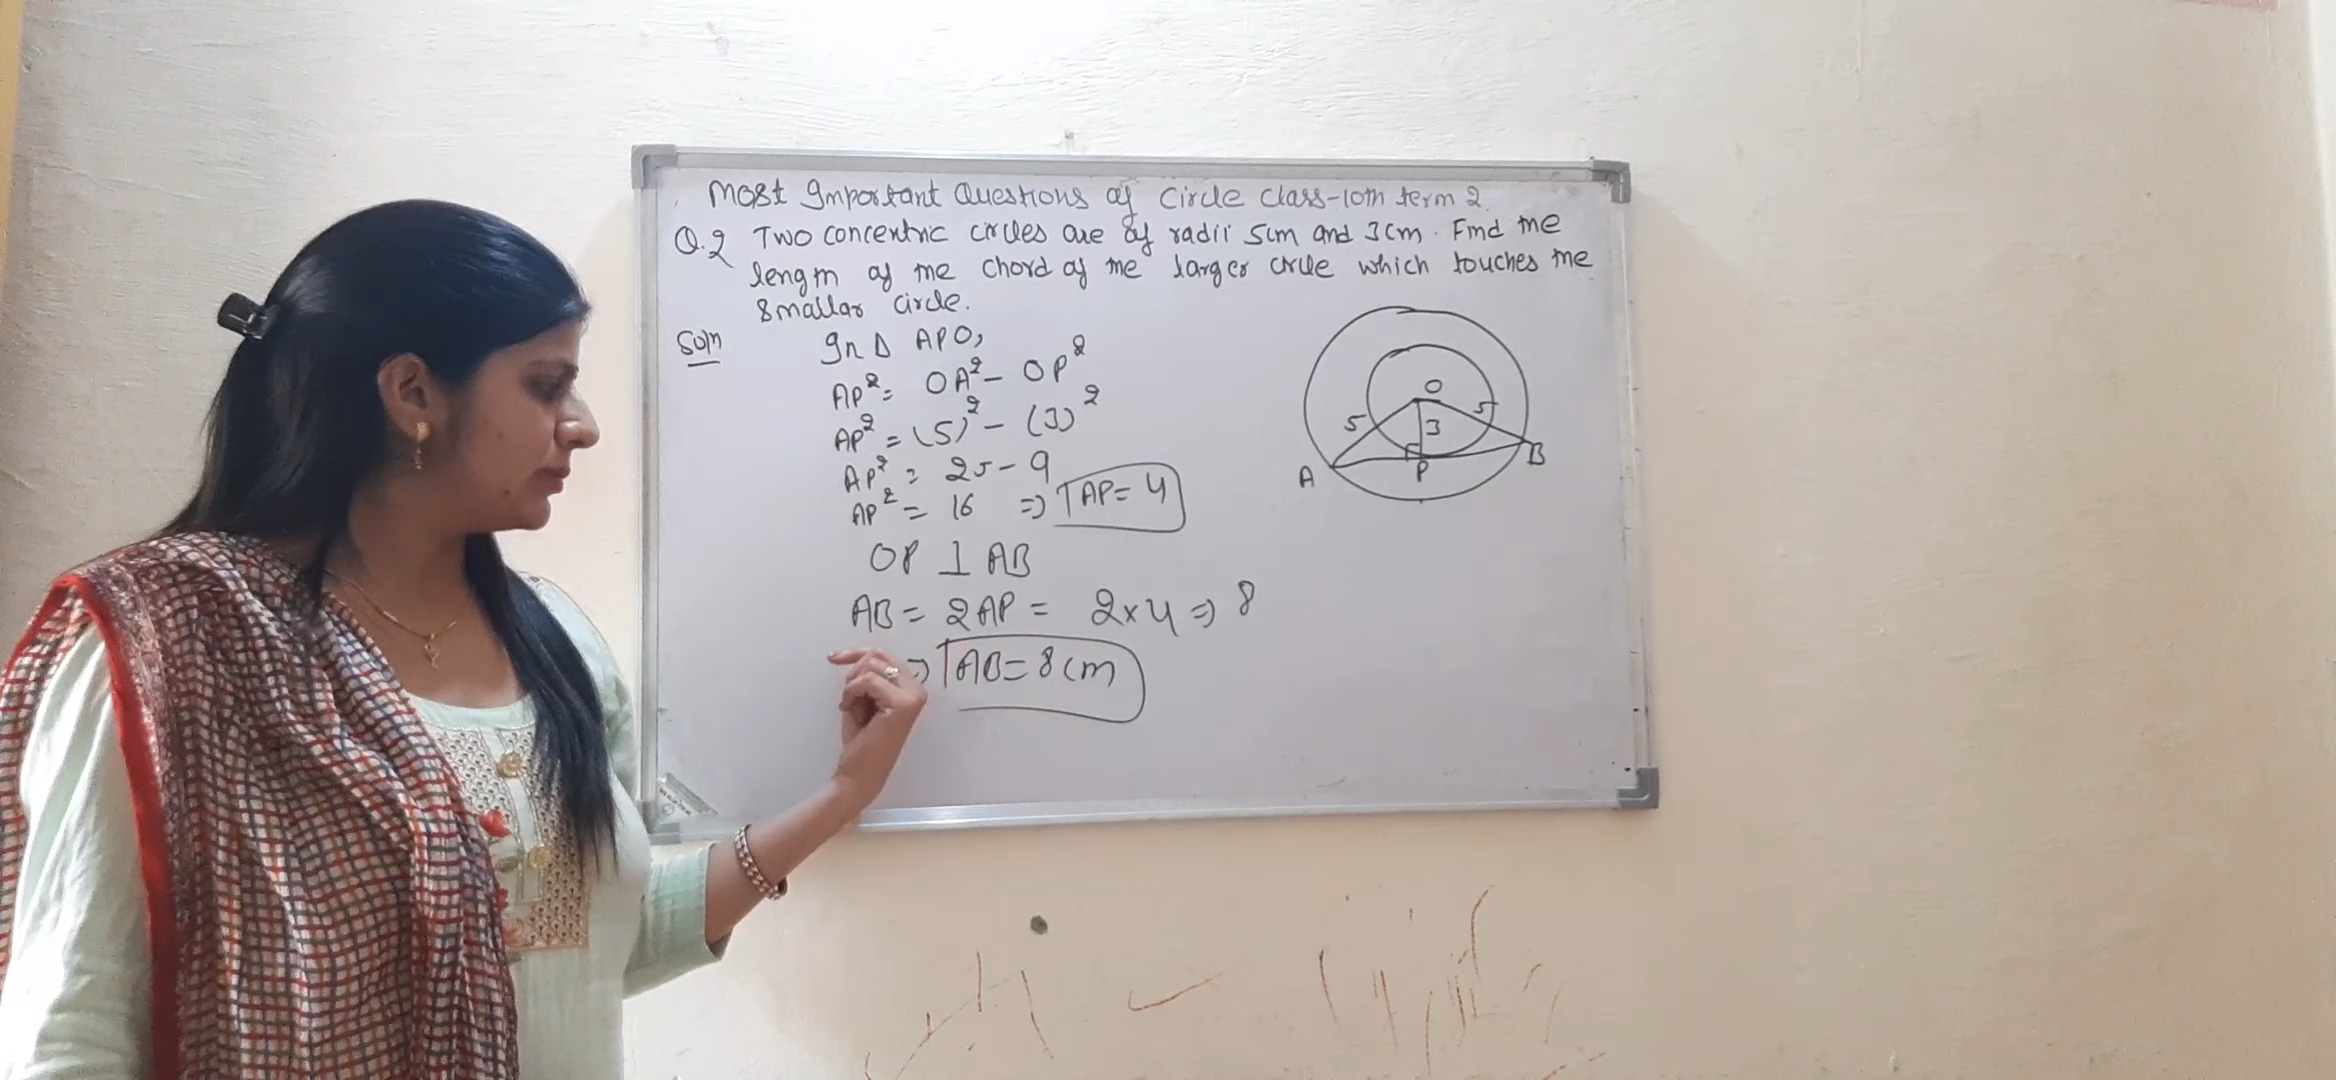 Most Important Questions of Circle Class-10th term 2.
Q.2 Two concentric circles are of radii 5cm and 3cm. Find the
length of the chord of the larger circle which touches the
smallar circle.
Soln
In Δ APO,
AP² = OA² - OP²
AP² = (5)² - (3)²
AP² = 25 - 9
AP² = 16 => AP = 4
OP ⊥ AB
AB = 2AP = 2×4 => 8
=> AB = 8cm
O
5
5
3
A
P
B